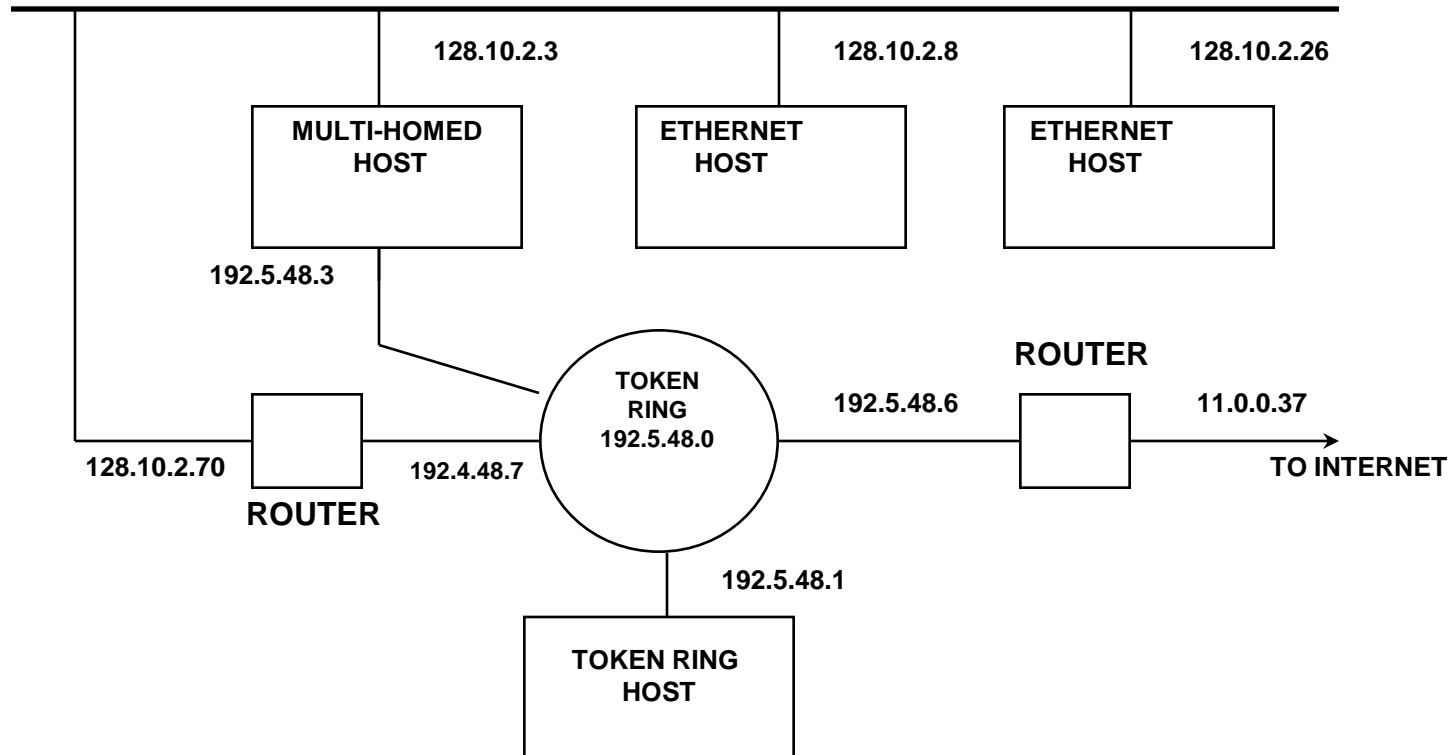 128.10.2.3
128.10.2.8
128.10.2.26
MULTI-HOMED
HOST
ETHERNET
HOST
ETHERNET
HOST
192.5.48.3
TOKEN
RING
192.5.48.0
ROUTER
192.5.48.6
11.0.0.37
128.10.2.70
192.4.48.7
TO INTERNET
ROUTER
192.5.48.1
TOKEN RING
HOST